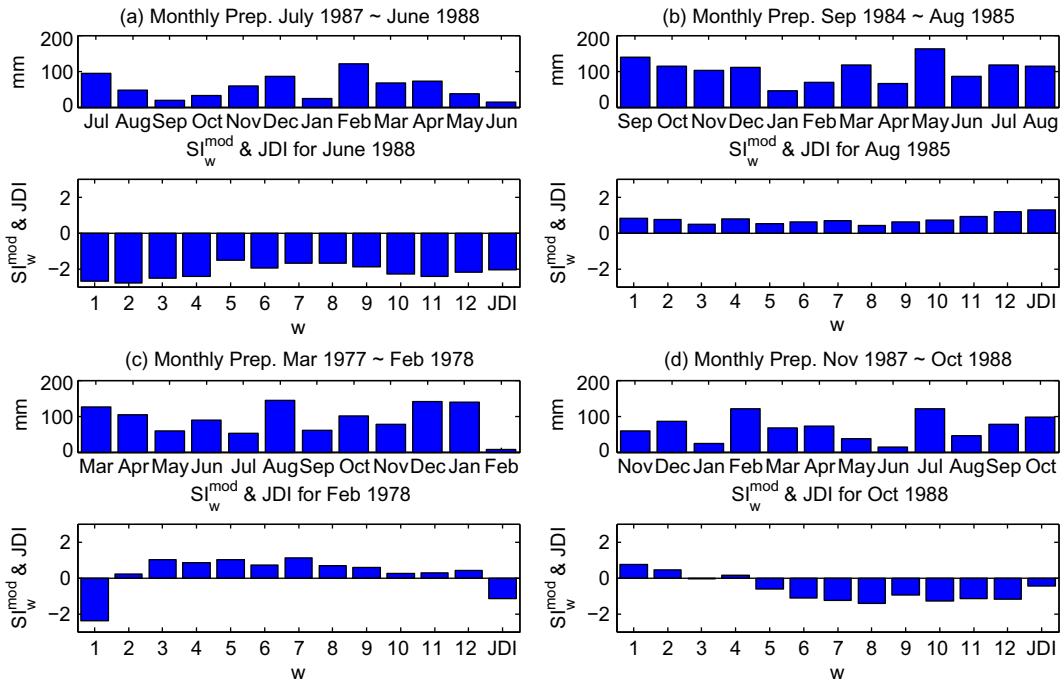 (a) Monthly Prep. July 1987 ~ June 1988
200
100
0
mm
Jul Aug Sep Oct Nov Dec Jan Feb Mar Apr May Jun
SI_w^mod & JDI for June 1988
2
0
−2
SI_w^mod & JDI
1 2 3 4 5 6 7 8 9 10 11 12 JDI
w
(b) Monthly Prep. Sep 1984 ~ Aug 1985
200
100
0
mm
Sep Oct Nov Dec Jan Feb Mar Apr May Jun Jul Aug
SI_w^mod & JDI for Aug 1985
2
0
−2
SI_w^mod & JDI
1 2 3 4 5 6 7 8 9 10 11 12 JDI
w
(c) Monthly Prep. Mar 1977 ~ Feb 1978
200
100
0
mm
Mar Apr May Jun Jul Aug Sep Oct Nov Dec Jan Feb
SI_w^mod & JDI for Feb 1978
2
0
−2
SI_w^mod & JDI
1 2 3 4 5 6 7 8 9 10 11 12 JDI
w
(d) Monthly Prep. Nov 1987 ~ Oct 1988
200
100
0
mm
Nov Dec Jan Feb Mar Apr May Jun Jul Aug Sep Oct
SI_w^mod & JDI for Oct 1988
2
0
−2
SI_w^mod & JDI
1 2 3 4 5 6 7 8 9 10 11 12 JDI
w